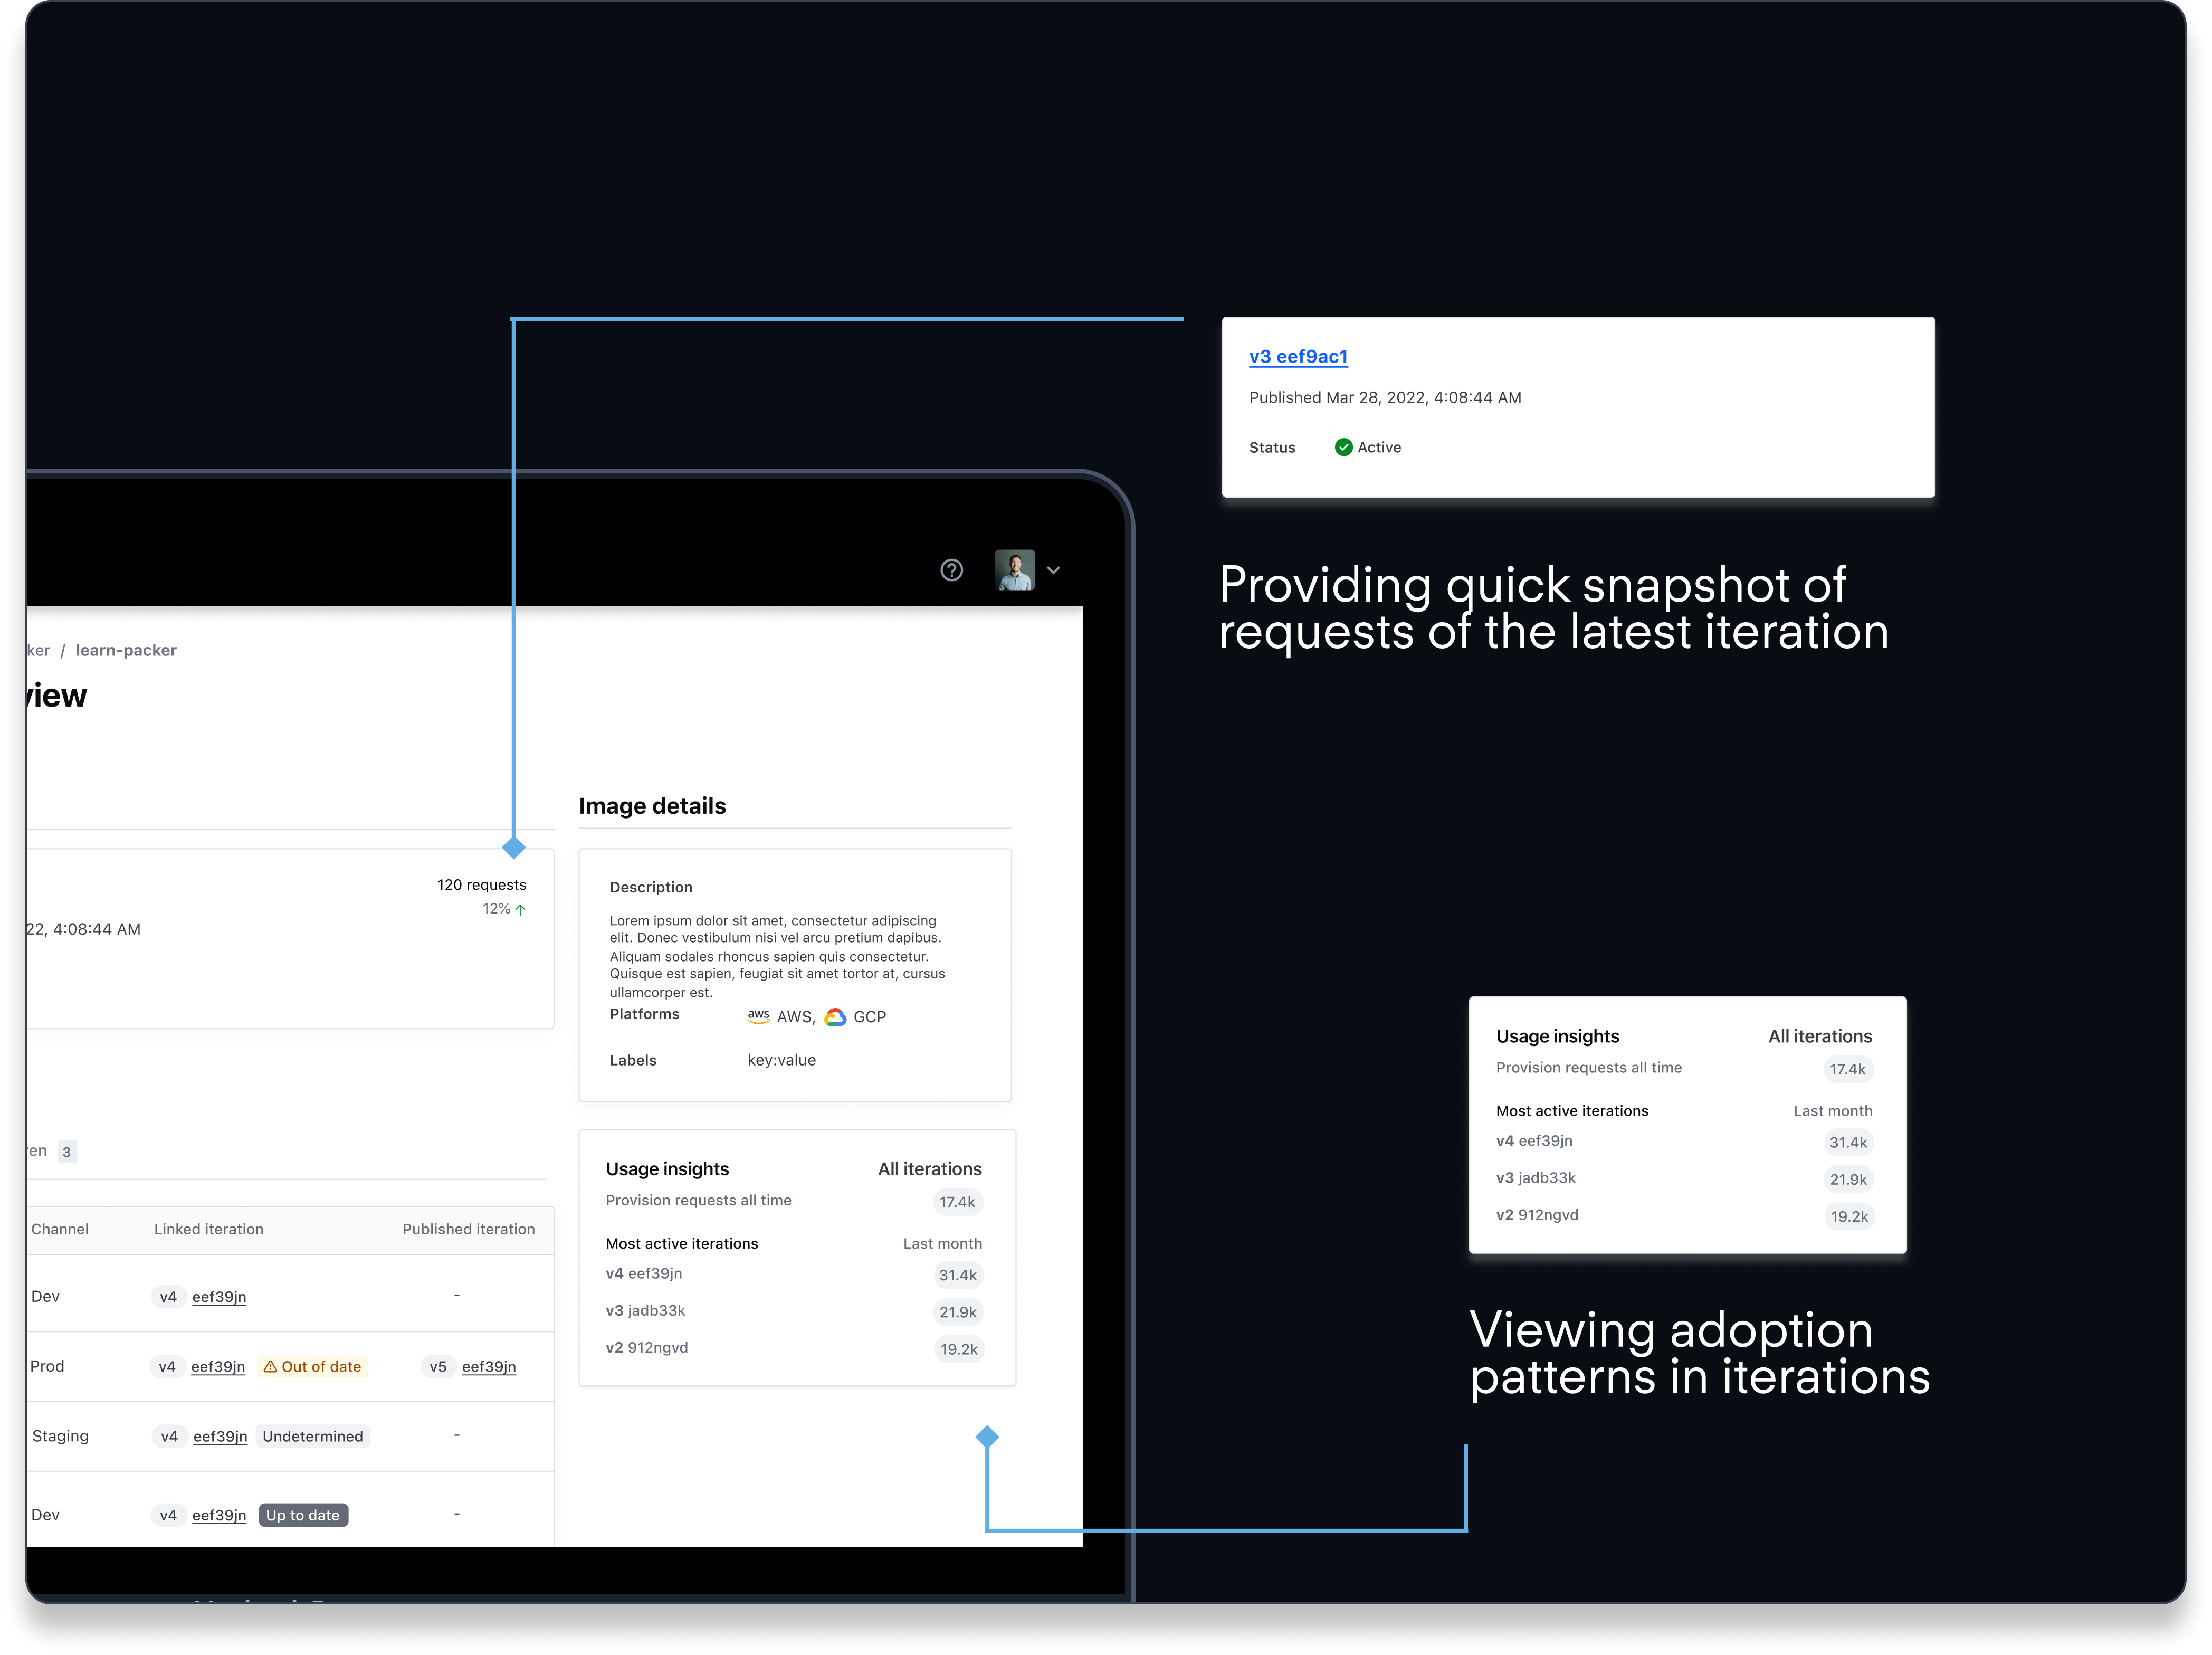 v3 eef9ac1
Published Mar 28, 2022, 4:08:44 AM
Status Active
Providing quick snapshot of
requests of the latest iteration
ker / learn-packer
view
Image details
120 requests
12%
22, 4:08:44 AM
Description
Lorem ipsum dolor sit amet, consectetur adipiscing
elit. Donec vestibulum nisi vel arcu pretium dapibus.
Aliquam sodales rhoncus sapien quis consectetur.
Quisque est sapien, feugiat sit amet tortor at, cursus
ullamcorper est.
Platforms aws AWS, GCP
Labels key:value
ren 3
Usage insights All iterations
Provision requests all time 17.4k
Most active iterations Last month
v4 eef39jn 31.4k
v3 jadb33k 21.9k
v2 912ngvd 19.2k
Channel Linked iteration Published iteration
Dev v4 eef39jn -
Prod v4 eef39jn Out of date v5 eef39jn
Staging v4 eef39jn Undetermined -
Dev v4 eef39jn Up to date -
Usage insights All iterations
Provision requests all time 17.4k
Most active iterations Last month
v4 eef39jn 31.4k
v3 jadb33k 21.9k
v2 912ngvd 19.2k
Viewing adoption
patterns in iterations